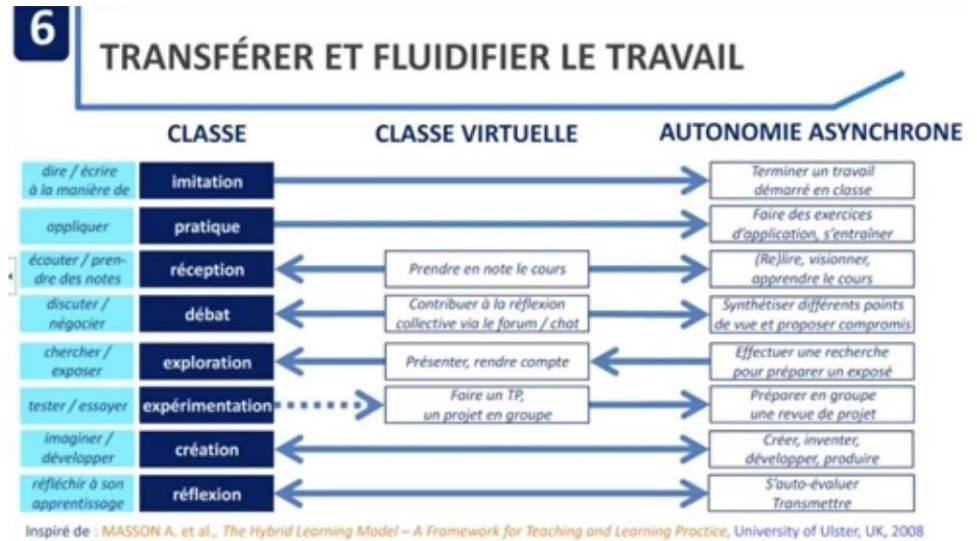 6
TRANSFÉRER ET FLUIDIFIER LE TRAVAIL
CLASSE
CLASSE VIRTUELLE
AUTONOMIE ASYNCHRONE
dire / écrire
à la manière de
imitation
Terminer un travail
démarré en classe
appliquer
pratique
Faire des exercices
d'application, s'entraîner
écouter / pren-
dre des notes
réception
Prendre en note le cours
(Re)lire, visionner,
apprendre le cours
discuter /
négocier
débat
Contribuer à la réflexion
collective via le forum / chat
Synthétiser différents points
de vue et proposer compromis
chercher /
exposer
exploration
Présenter, rendre compte
Effectuer une recherche
pour préparer un exposé
tester / essayer
expérimentation
Faire un TP,
un projet en groupe
Préparer en groupe
une revue de projet
imaginer /
développer
création
Créer, inventer,
développer, produire
réfléchir à son
apprentissage
réflexion
S'auto-évaluer
Transmettre
Inspiré de : MASSON A. et al., The Hybrid Learning Model – A Framework for Teaching and Learning Practice, University of Ulster, UK, 2008